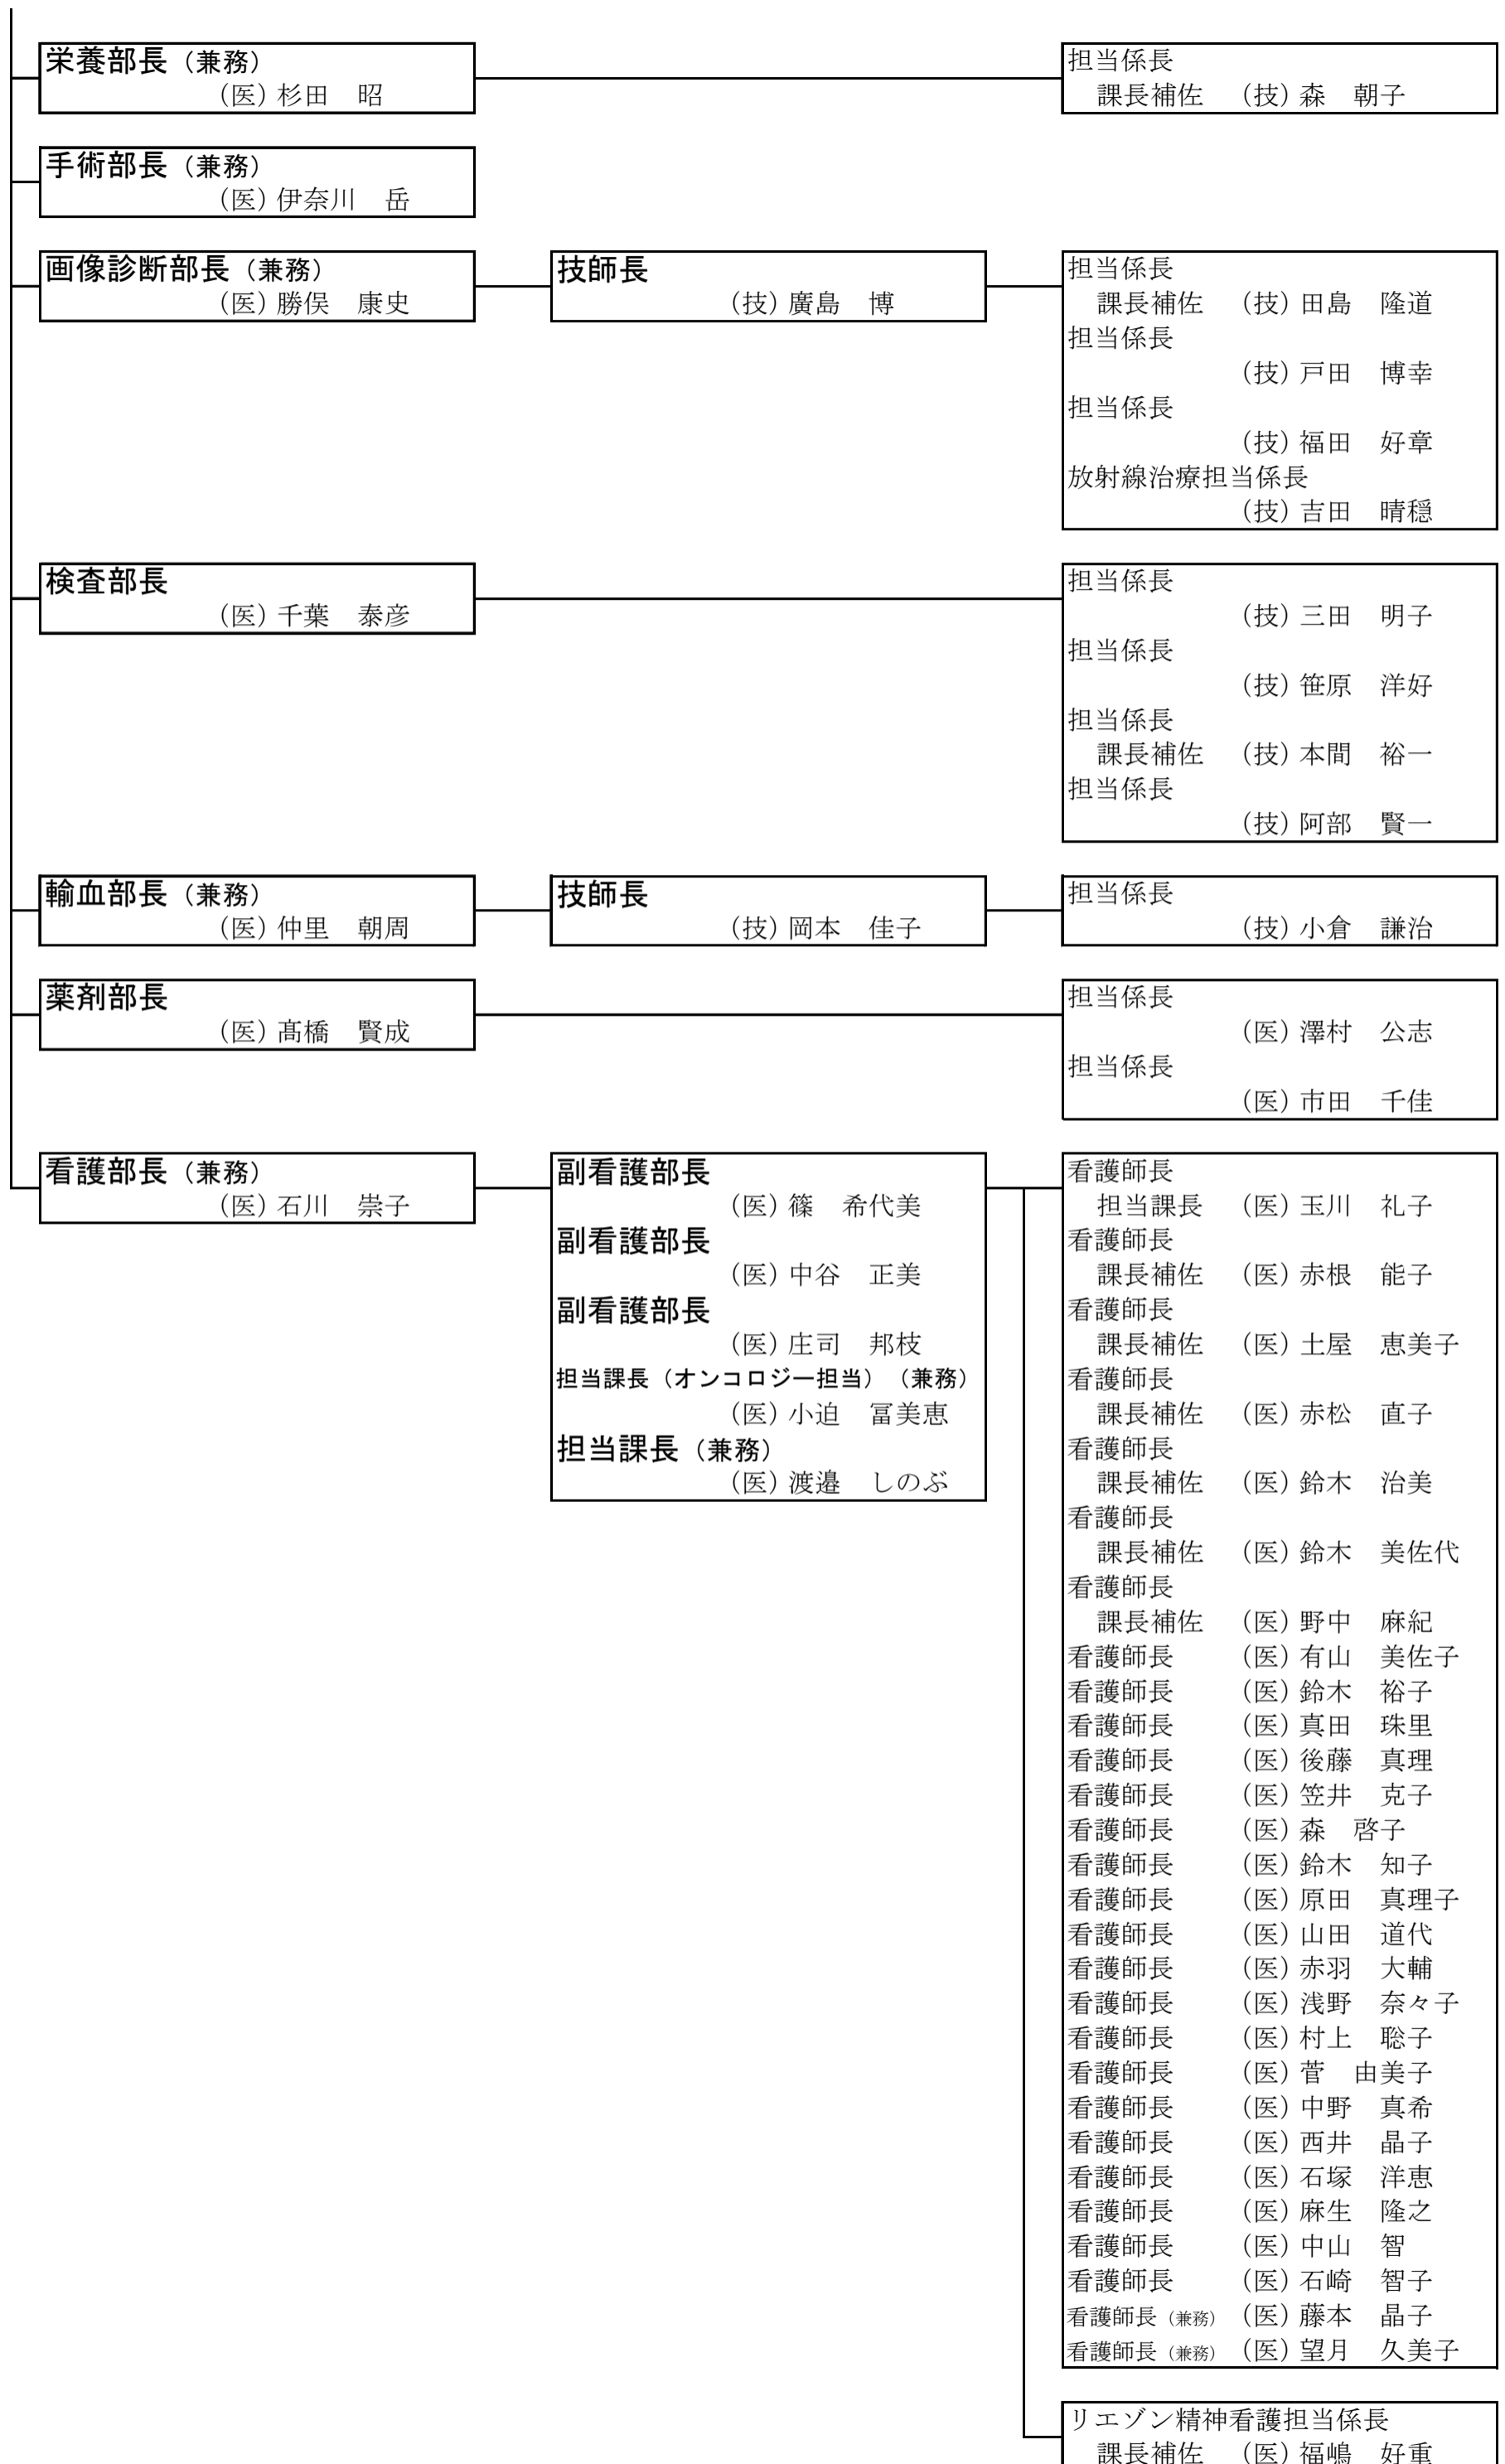 栄養部長（兼務）
（医）杉田　昭
担当係長
課長補佐　（技）森　朝子
手術部長（兼務）
（医）伊奈川　岳
画像診断部長（兼務）
（医）勝俣　康史
技師長
（技）廣島　博
担当係長
課長補佐　（技）田島　隆道
担当係長
（技）戸田　博幸
担当係長
（技）福田　好章
放射線治療担当係長
（技）吉田　晴穏
検査部長
（医）千葉　泰彦
担当係長
（技）三田　明子
担当係長
（技）笹原　洋好
担当係長
課長補佐　（技）本間　裕一
担当係長
（技）阿部　賢一
輸血部長（兼務）
（医）仲里　朝周
技師長
（技）岡本　佳子
担当係長
（技）小倉　謙治
薬剤部長
（医）髙橋　賢成
担当係長
（医）澤村　公志
担当係長
（医）市田　千佳
看護部長（兼務）
（医）石川　崇子
副看護部長
（医）篠　希代美
副看護部長
（医）中谷　正美
副看護部長
（医）庄司　邦枝
担当課長（オンコロジー担当）（兼務）
（医）小迫　冨美恵
担当課長（兼務）
（医）渡邉　しのぶ
看護師長
担当課長　（医）玉川　礼子
看護師長
課長補佐　（医）赤根　能子
看護師長
課長補佐　（医）土屋　恵美子
看護師長
課長補佐　（医）赤松　直子
看護師長
課長補佐　（医）鈴木　治美
看護師長
課長補佐　（医）鈴木　美佐代
看護師長
課長補佐　（医）野中　麻紀
看護師長　（医）有山　美佐子
看護師長　（医）鈴木　裕子
看護師長　（医）真田　珠里
看護師長　（医）後藤　真理
看護師長　（医）笠井　克子
看護師長　（医）森　啓子
看護師長　（医）鈴木　知子
看護師長　（医）原田　真理子
看護師長　（医）山田　道代
看護師長　（医）赤羽　大輔
看護師長　（医）浅野　奈々子
看護師長　（医）村上　聡子
看護師長　（医）菅　由美子
看護師長　（医）中野　真希
看護師長　（医）西井　晶子
看護師長　（医）石塚　洋恵
看護師長　（医）麻生　隆之
看護師長　（医）中山　智
看護師長　（医）石崎　智子
看護師長（兼務）　（医）藤本　晶子
看護師長（兼務）　（医）望月　久美子
リエゾン精神看護担当係長
課長補佐　（医）福嶋　好重